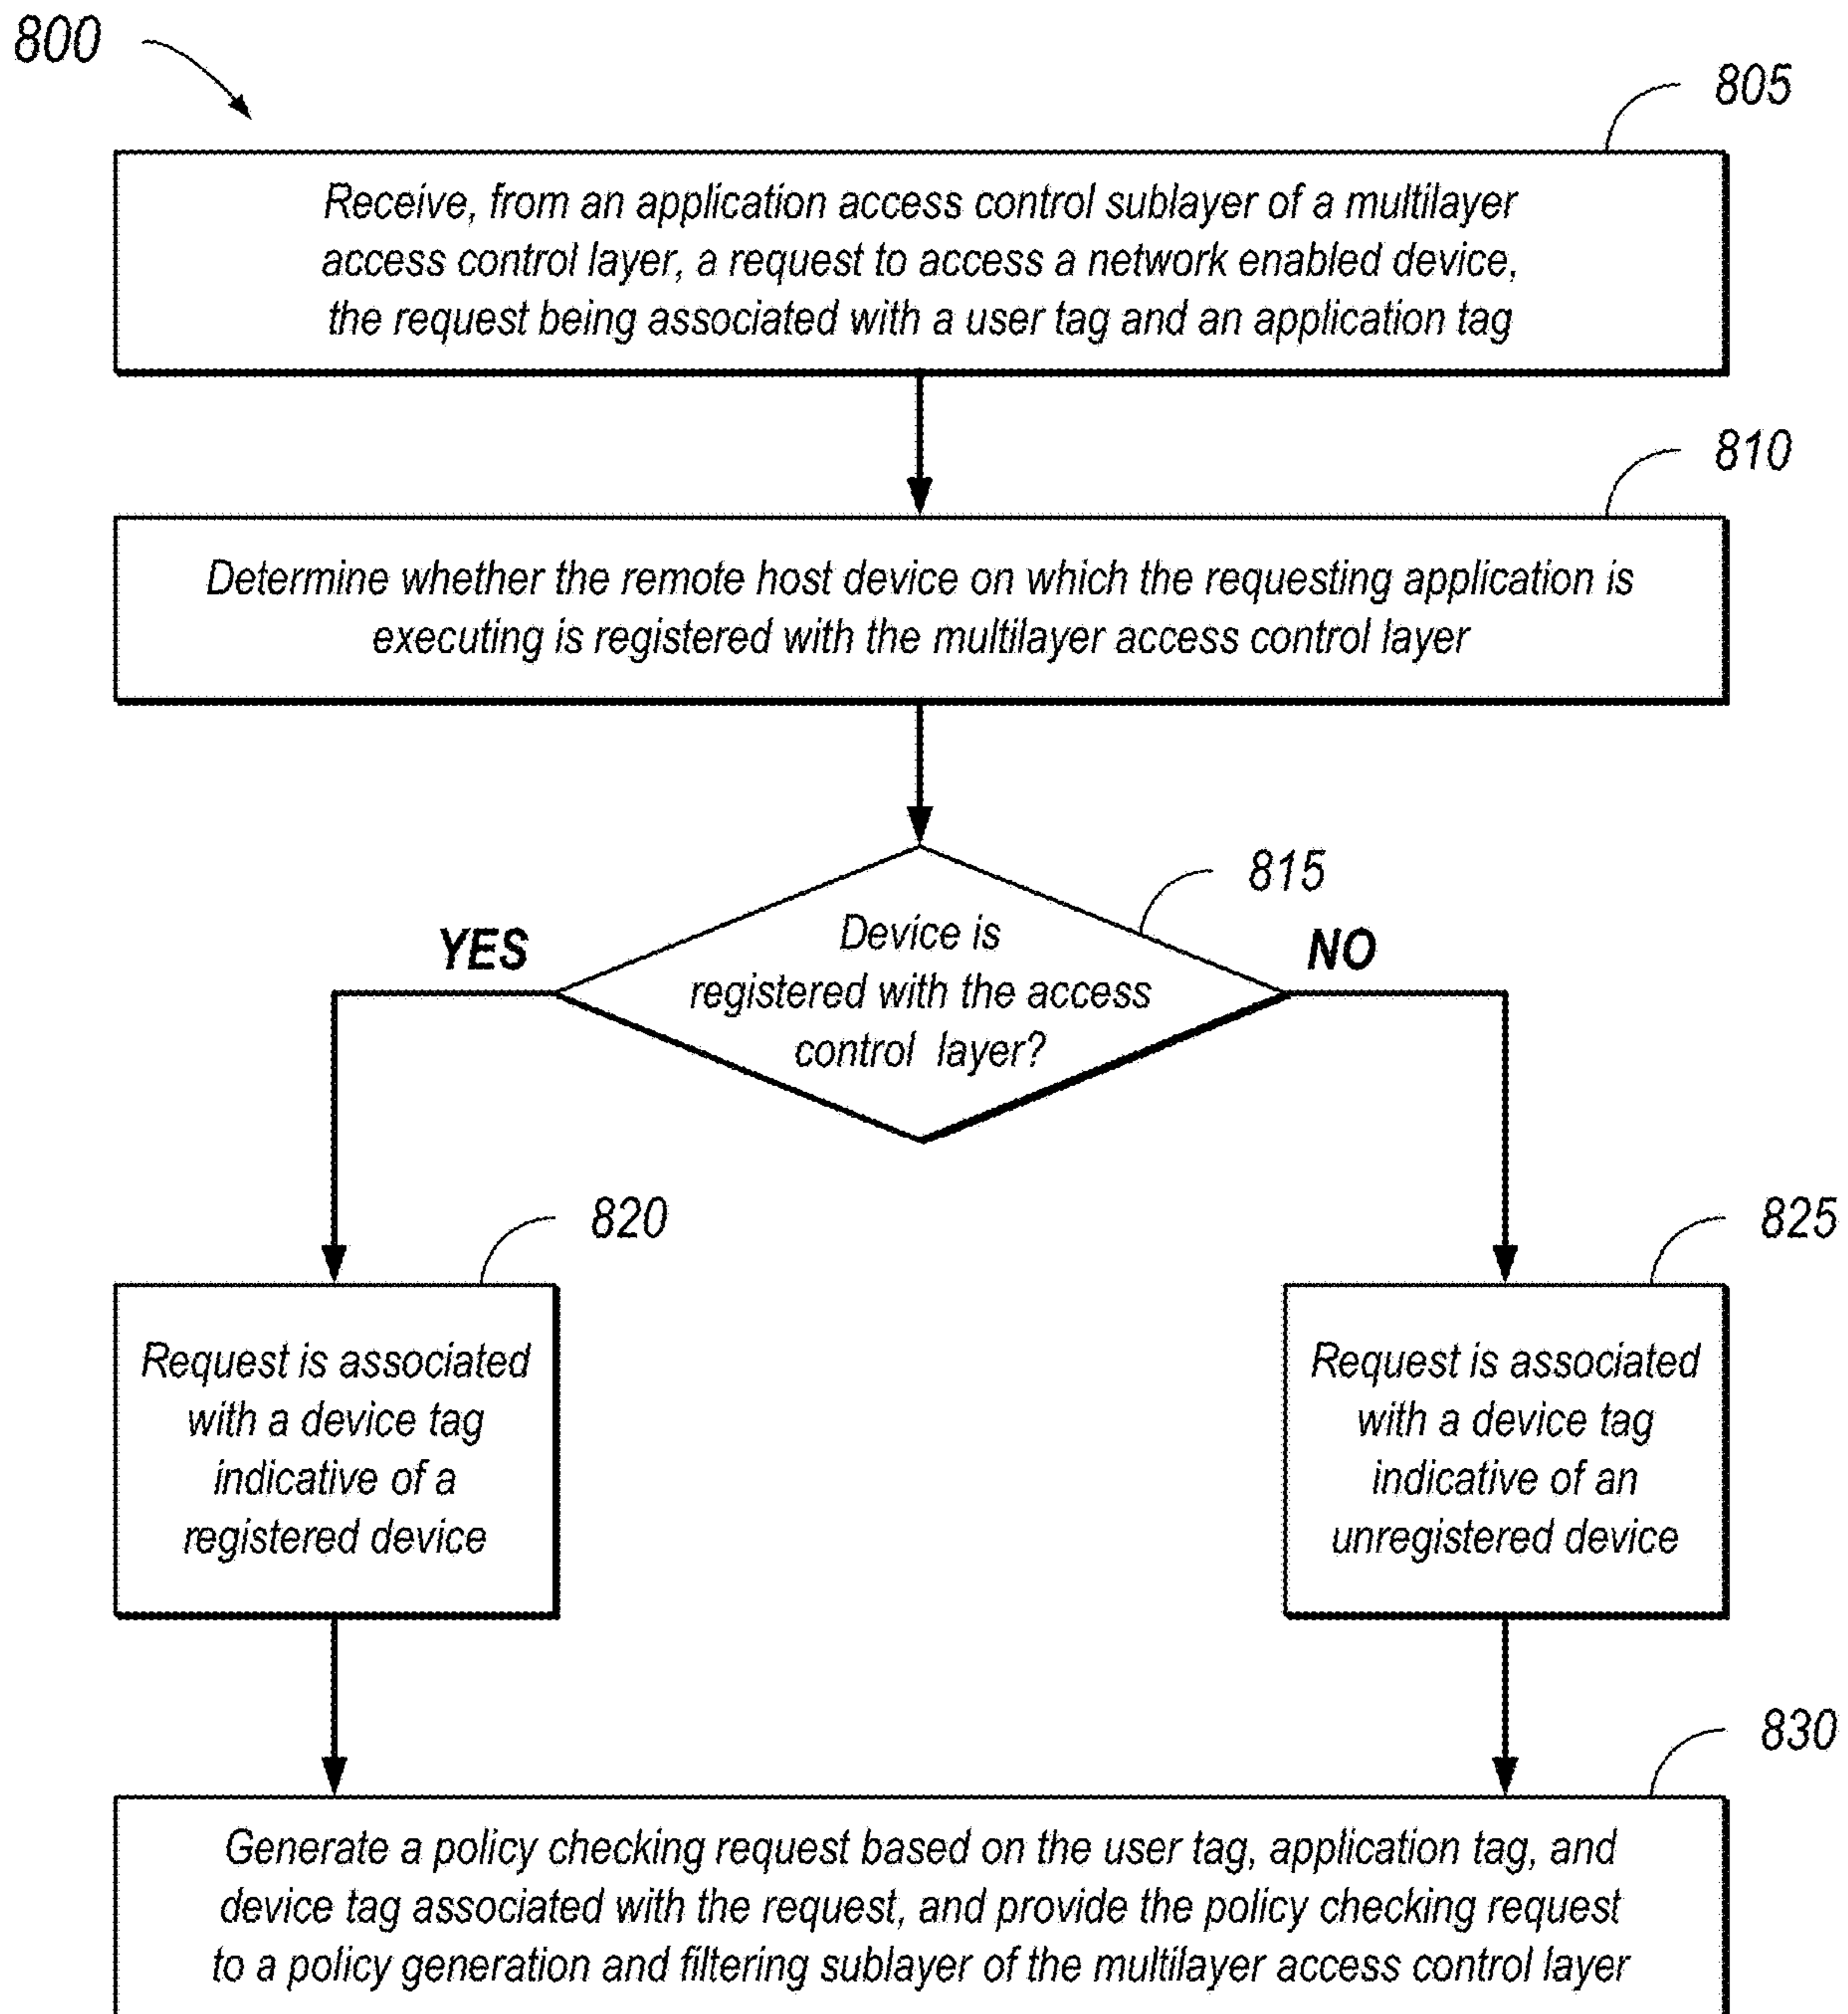 800
805
Receive, from an application access control sublayer of a multilayer
access control layer, a request to access a network enabled device,
the request being associated with a user tag and an application tag
810
Determine whether the remote host device on which the requesting application is
executing is registered with the multilayer access control layer
815
YES
Device is
registered with the access
control layer?
NO
820
Request is associated
with a device tag
indicative of a
registered device
825
Request is associated
with a device tag
indicative of an
unregistered device
830
Generate a policy checking request based on the user tag, application tag, and
device tag associated with the request, and provide the policy checking request
to a policy generation and filtering sublayer of the multilayer access control layer